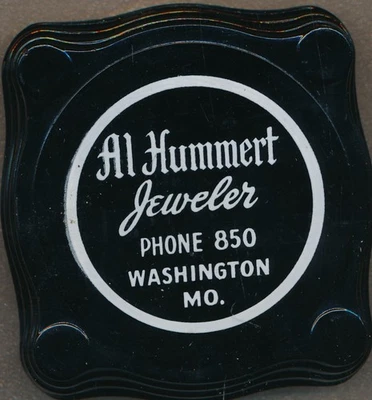 Al Hummert
Jeweler
PHONE 850
WASHINGTON
MO.